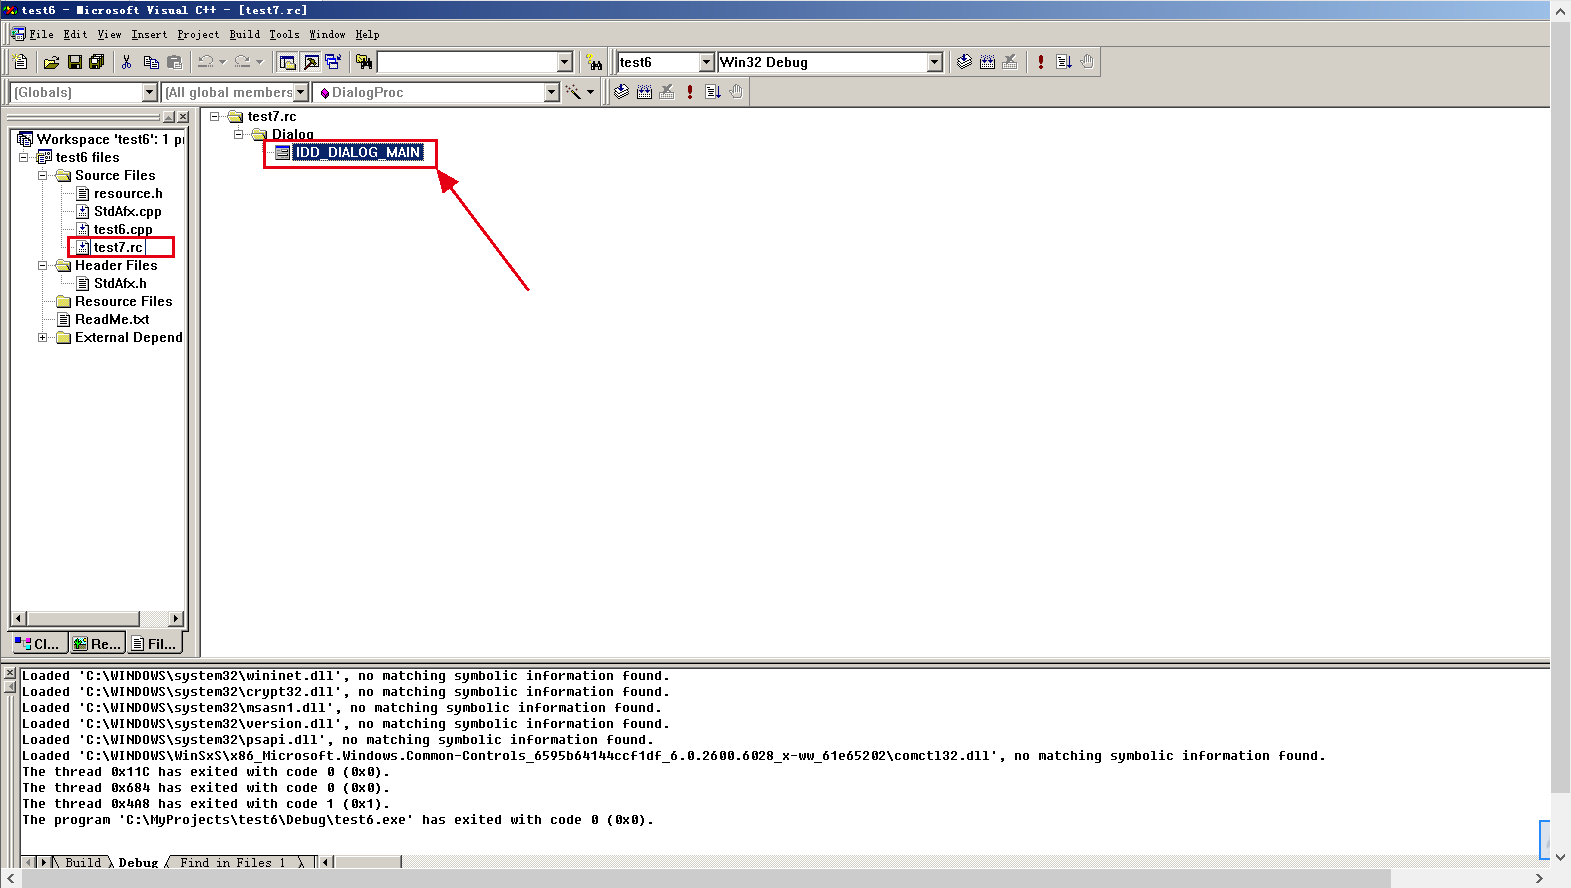 test6 - Microsoft Visual C++ - [test7.rc]
File Edit View Insert Project Build Tools Window Help
test6 Win32 Debug
(Globals) (All global members DialogProc
Workspace 'test6': 1 p
test6 files
Source Files
resource.h
StdAfx.cpp
test6.cpp
test7.rc
Header Files
StdAfx.h
Resource Files
ReadMe.txt
External Depend
Cl... Re... Fil...
test7.rc
Dialog
IDD_DIALOG_MAIN
Loaded 'C:\WINDOWS\system32\wininet.dll', no matching symbolic information found.
Loaded 'C:\WINDOWS\system32\crypt32.dll', no matching symbolic information found.
Loaded 'C:\WINDOWS\system32\msasn1.dll', no matching symbolic information found.
Loaded 'C:\WINDOWS\system32\version.dll', no matching symbolic information found.
Loaded 'C:\WINDOWS\system32\psapi.dll', no matching symbolic information found.
Loaded 'C:\WINDOWS\WinSxS\x86_Microsoft.Windows.Common-Controls_6595b64144ccf1df_6.0.2600.6028_x-ww_61e65202\comctl32.dll', no matching symbolic information found.
The thread 0x11C has exited with code 0 (0x0).
The thread 0x684 has exited with code 0 (0x0).
The thread 0x4A8 has exited with code 1 (0x1).
The program 'C:\MyProjects\test6\Debug\test6.exe' has exited with code 0 (0x0).
Build Debug Find in Files 1